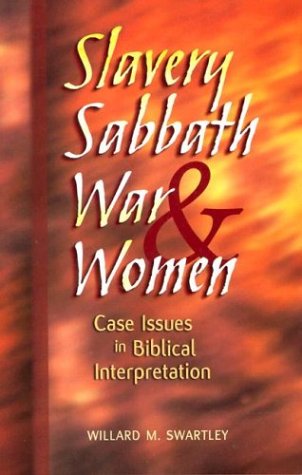 Slavery
Sabbath
War &
Women
Case Issues
in Biblical
Interpretation
WILLARD M. SWARTLEY